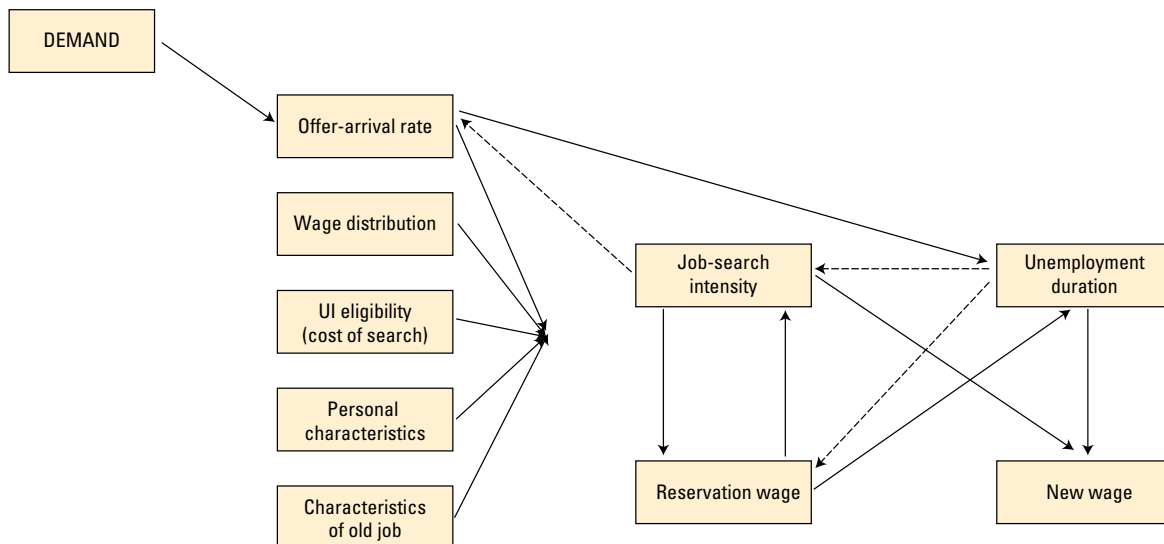 DEMAND
Offer-arrival rate
Wage distribution
UI eligibility
(cost of search)
Personal
characteristics
Characteristics
of old job
Job-search
intensity
Unemployment
duration
Reservation wage
New wage